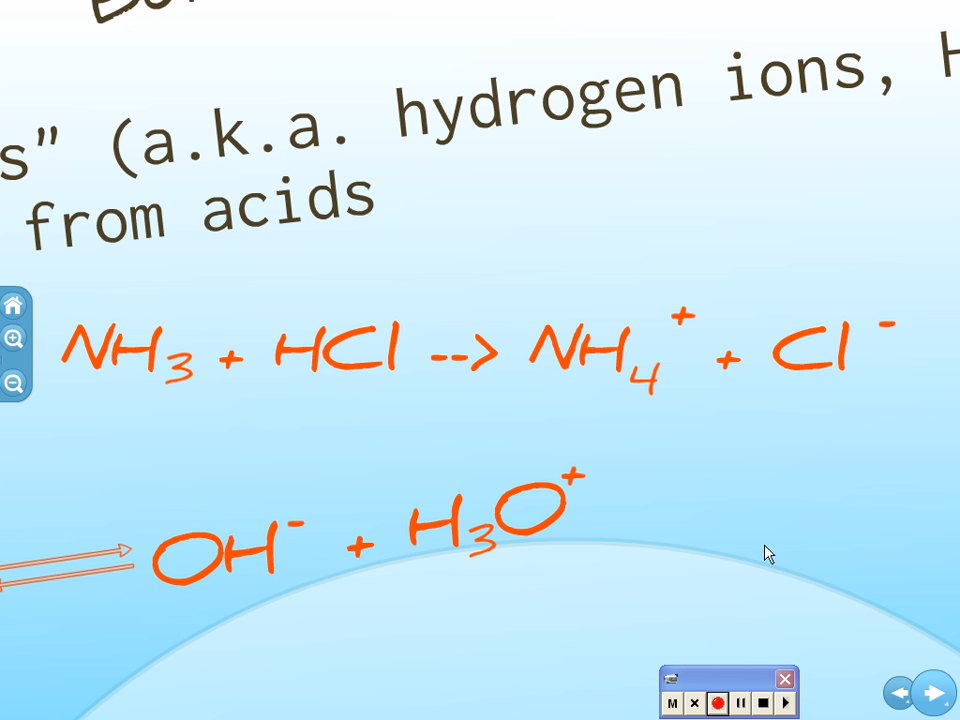 s" (a.k.a. hydrogen ions, H
from acids
NH₃ + HCl --> NH₄⁺ + Cl⁻
OH⁻ + H₃O⁺
M